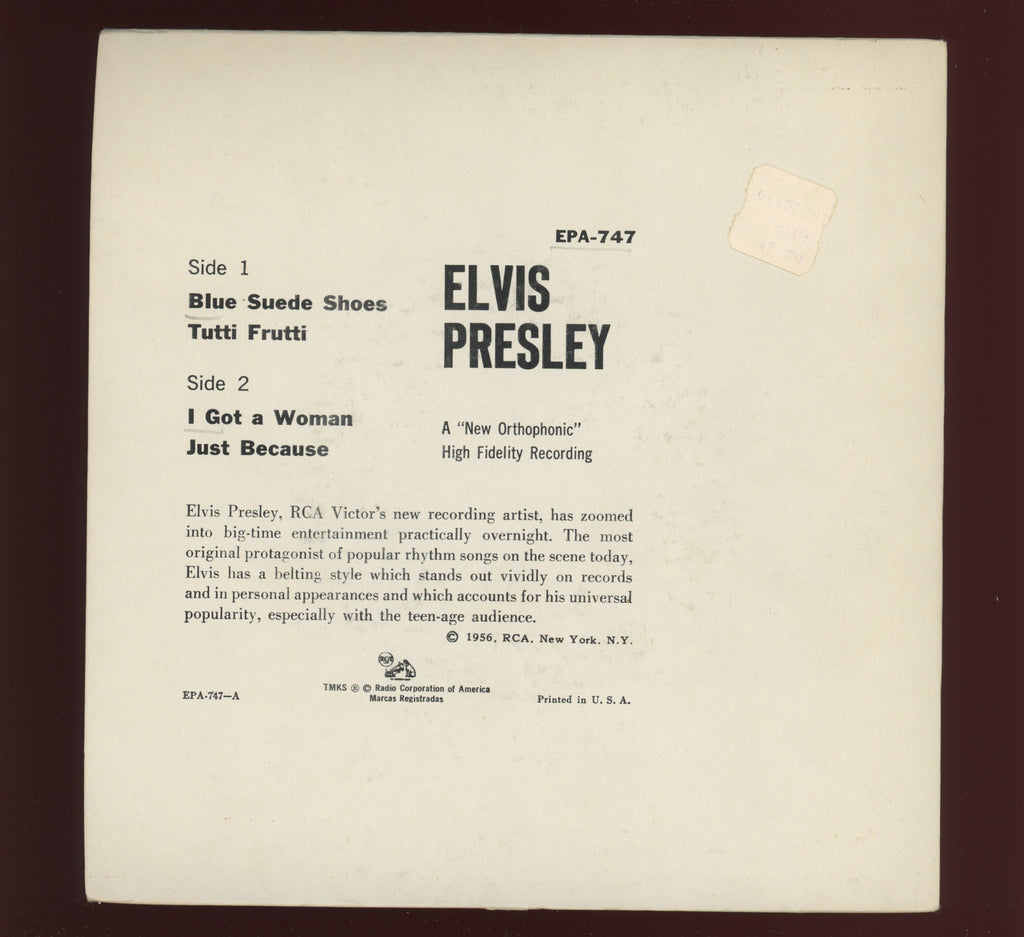 EPA-747
Side 1
Blue Suede Shoes
Tutti Frutti
Side 2
I Got a Woman
Just Because
ELVIS
PRESLEY
A “New Orthophonic”
High Fidelity Recording
Elvis Presley, RCA Victor’s new recording artist, has zoomed
into big-time entertainment practically overnight. The most
original protagonist of popular rhythm songs on the scene today,
Elvis has a belting style which stands out vividly on records
and in personal appearances and which accounts for his universal
popularity, especially with the teen-age audience.
© 1956, RCA, New York, N.Y.
RCA
EPA-747—A
TMKS ® © Radio Corporation of America
Marcas Registradas
Printed in U. S. A.